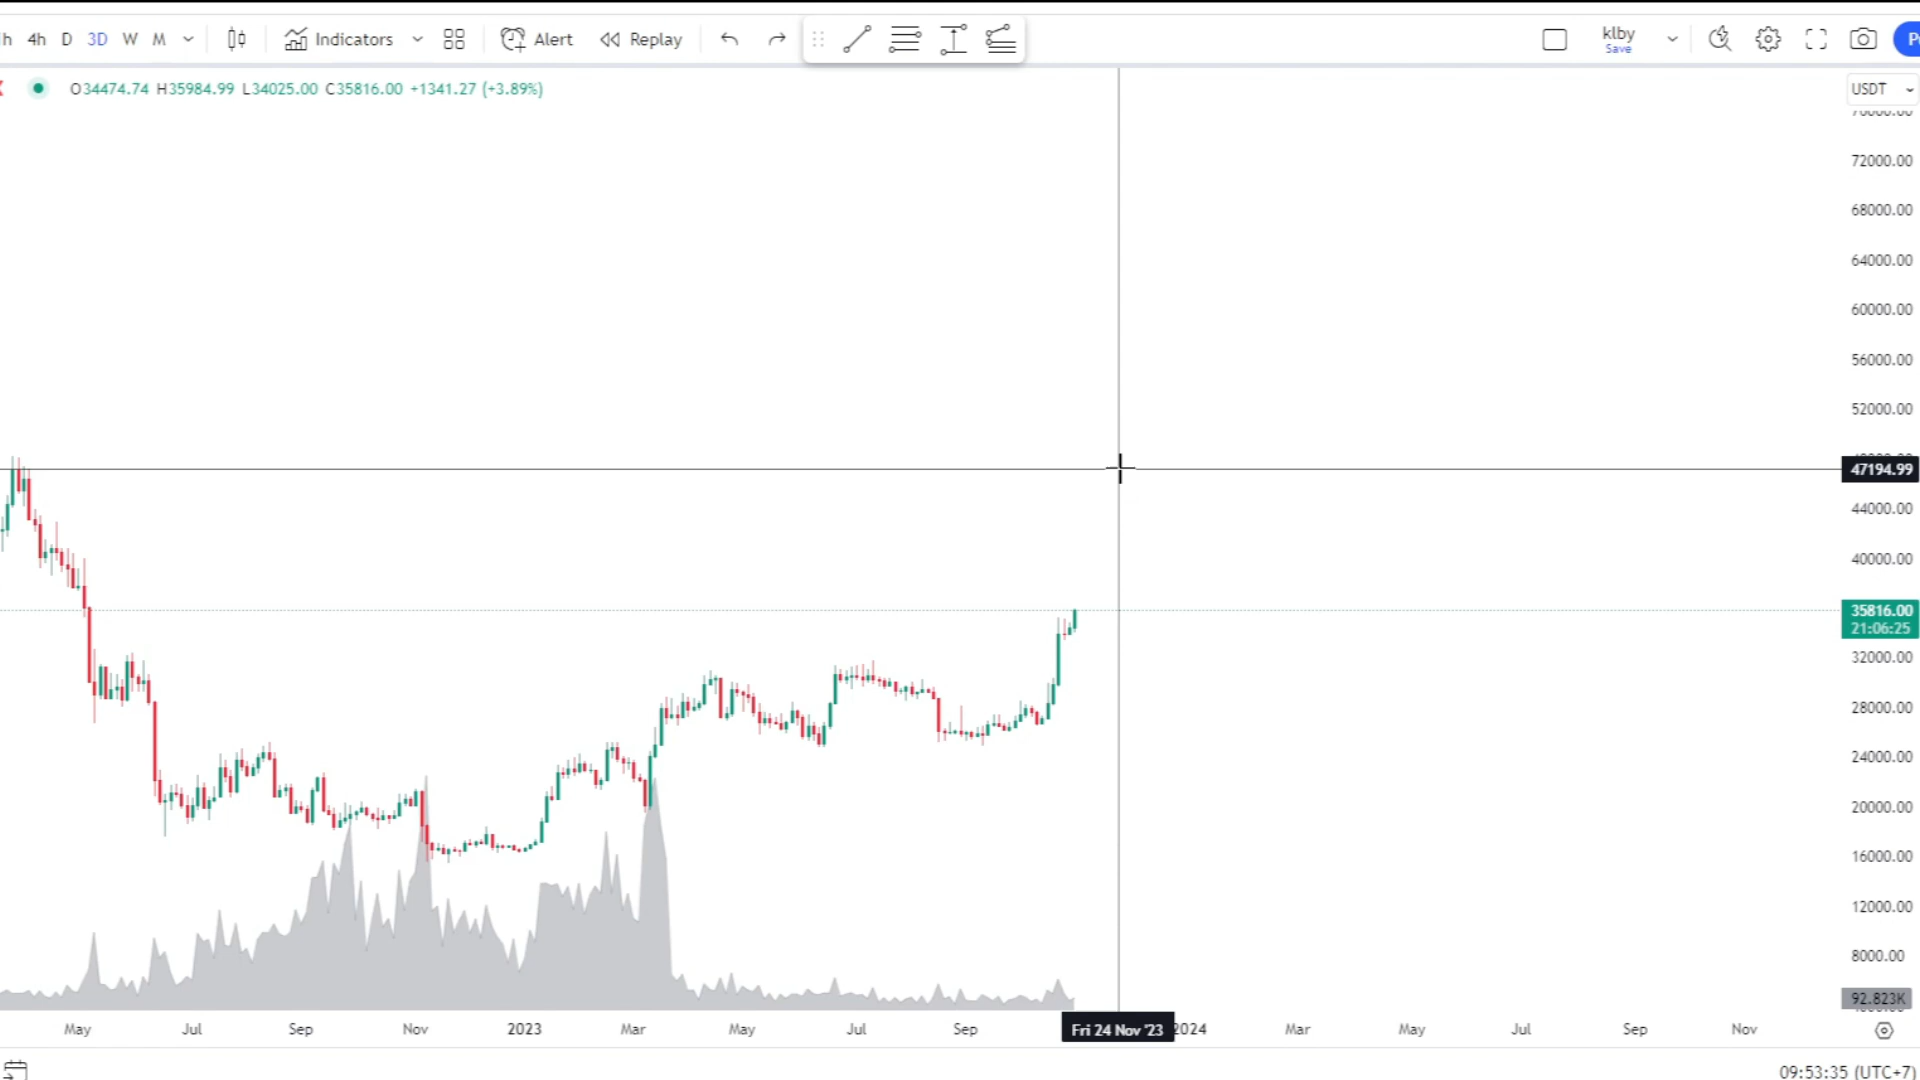 h 4h D 3D W M Indicators Alert Replay klby
Save
O34474.74 H35984.99 L34025.00 C35816.00 +1341.27 (+3.89%)
USDT
72000.00
68000.00
64000.00
60000.00
56000.00
52000.00
47194.99
44000.00
40000.00
35816.00
21:06:25
32000.00
28000.00
24000.00
20000.00
16000.00
12000.00
8000.00
92.823K
May Jul Sep Nov 2023 Mar May Jul Sep Fri 24 Nov '23 2024 Mar May Jul Sep Nov
09:53:35 (UTC+7)